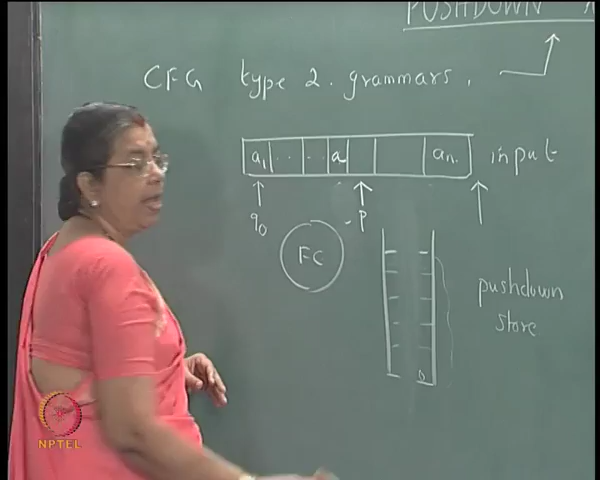 PUSHDOWN
CFG type 2. grammars.
a1 .. .. a an. input
q0 p
FC
pushdown
store
NPTEL